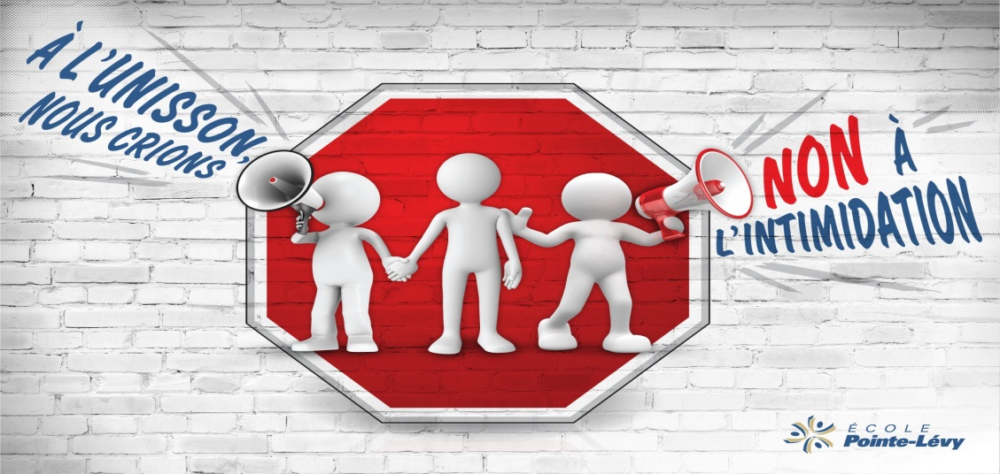 À L'UNISSON,
NOUS CRIONS
NON À
L'INTIMIDATION
ÉCOLE
Pointe-Lévy